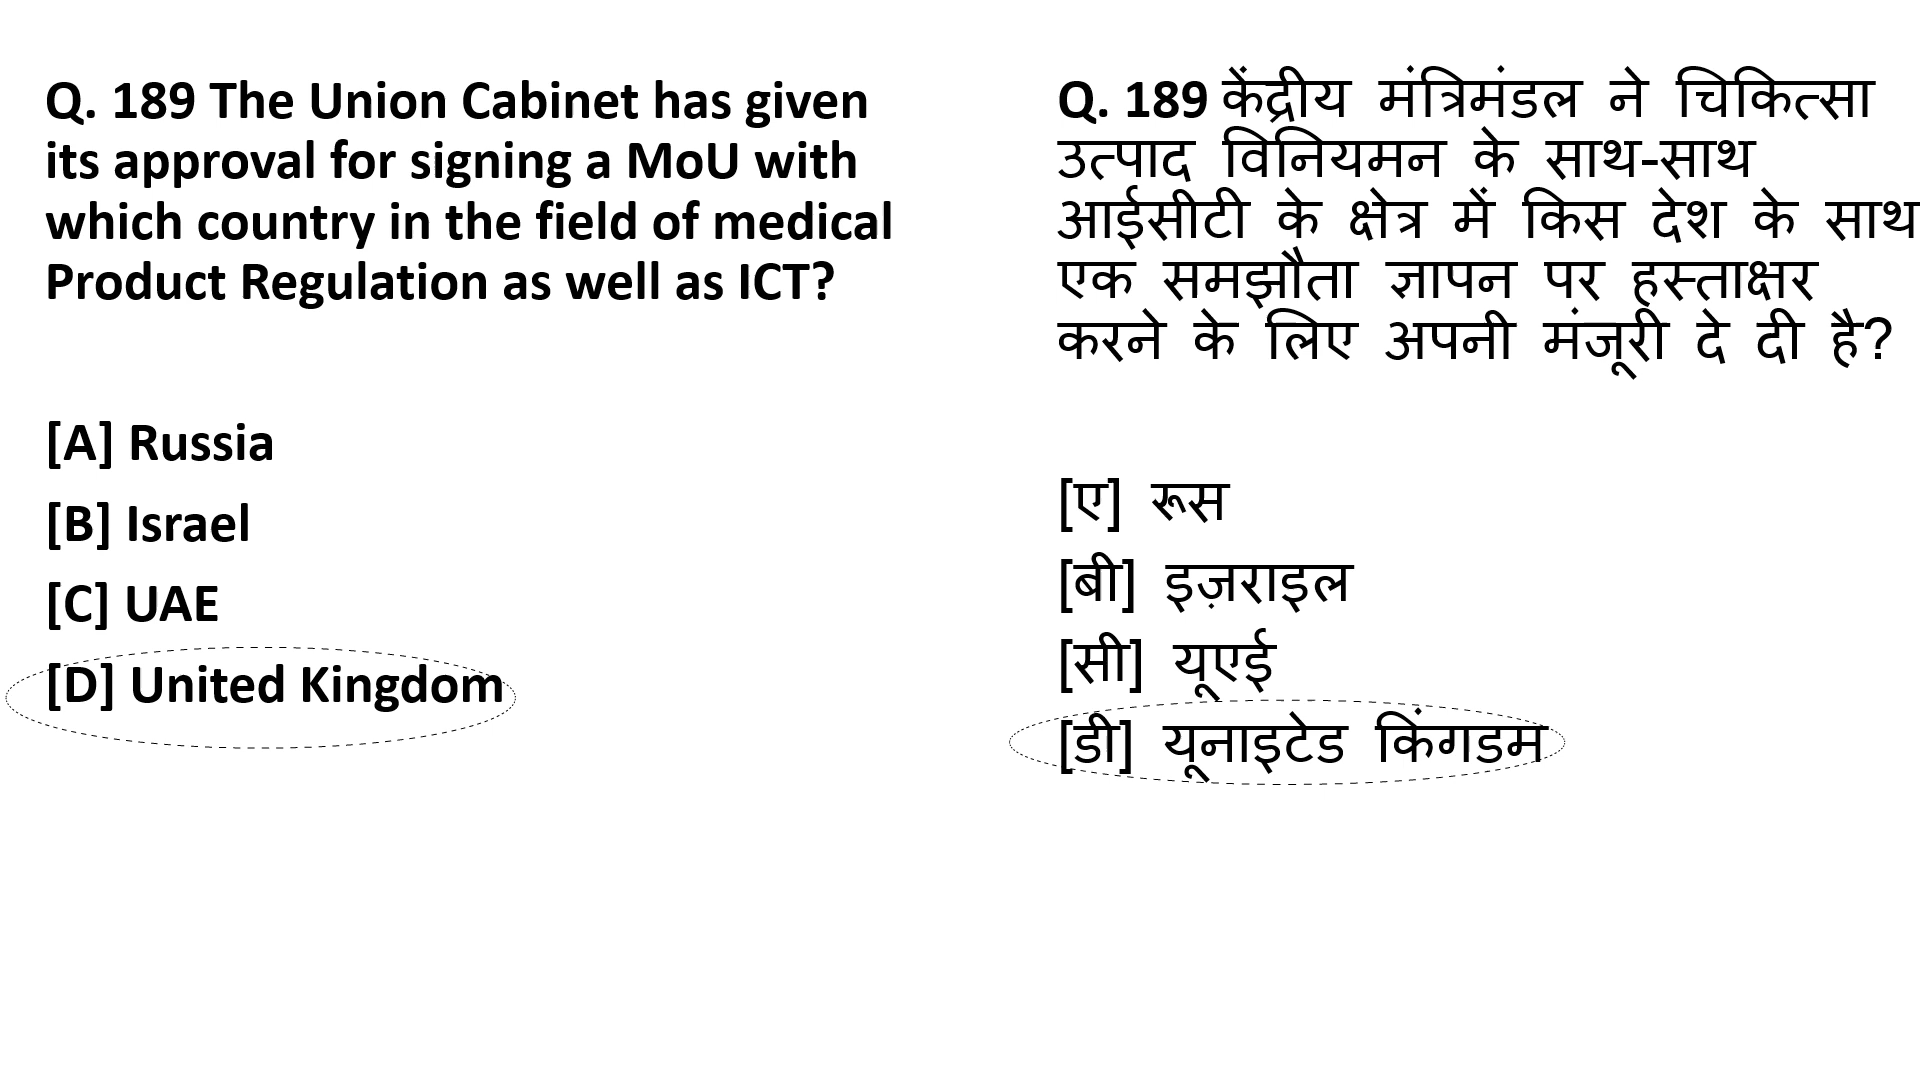 Q. 189 The Union Cabinet has given
its approval for signing a MoU with
which country in the field of medical
Product Regulation as well as ICT?
[A] Russia
[B] Israel
[C] UAE
[D] United Kingdom
Q. 189 केंद्रीय मंत्रिमंडल ने चिकित्सा
उत्पाद विनियमन के साथ-साथ
आईसीटी के क्षेत्र में किस देश के साथ
एक समझौता ज्ञापन पर हस्ताक्षर
करने के लिए अपनी मंजूरी दे दी है?
[ए] रूस
[बी] इज़राइल
[सी] यूएई
[डी] यूनाइटेड किंगडम